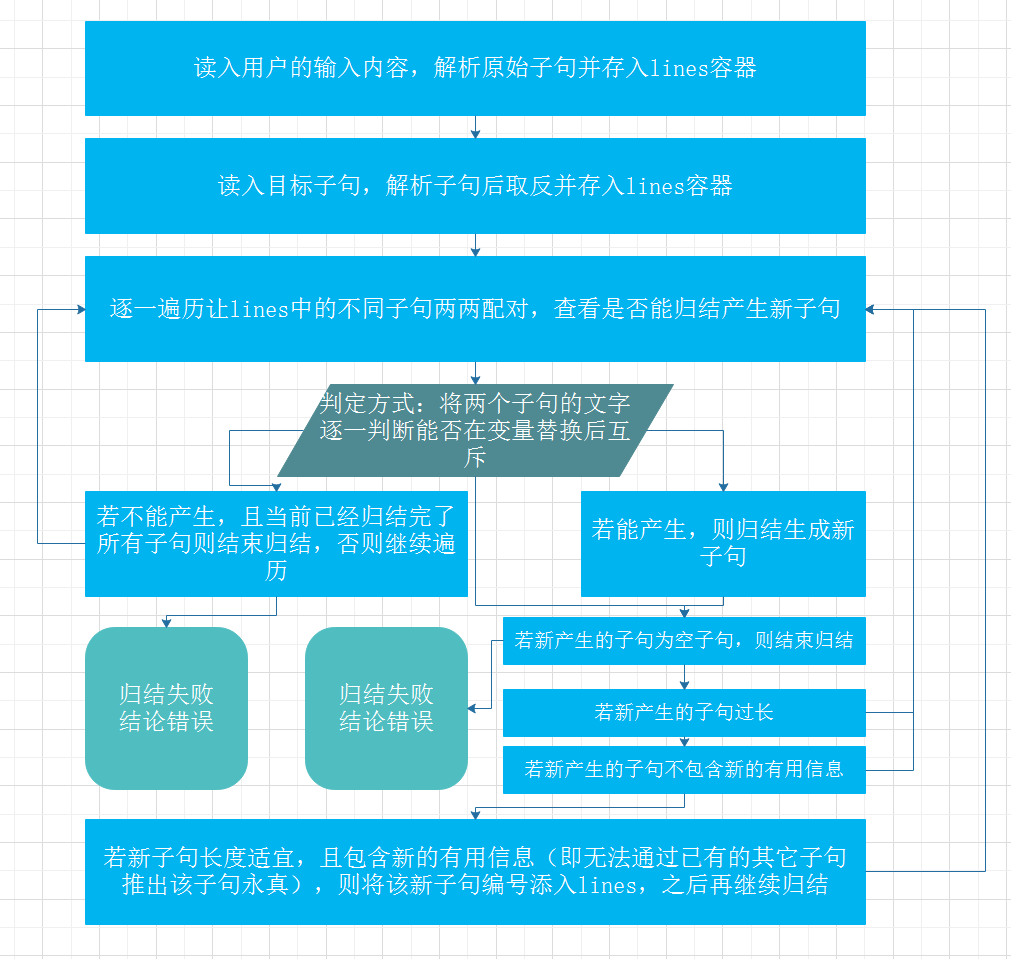 读入用户的输入内容，解析原始子句并存入lines容器
读入目标子句，解析子句后取反并存入lines容器
逐一遍历让lines中的不同子句两两配对，查看是否能归结产生新子句
判定方式：将两个子句的文字
逐一判断能否在变量替换后互
斥
若不能产生，且当前已经归结完了
所有子句则结束归结，否则继续遍
历
若能产生，则归结生成新
子句
若新产生的子句为空子句，则结束归结
归结失败
结论错误
归结失败
结论错误
若新产生的子句过长
若新产生的子句不包含新的有用信息
若新子句长度适宜，且包含新的有用信息（即无法通过已有的其它子句
推出该子句永真），则将该新子句编号添入lines，之后再继续归结